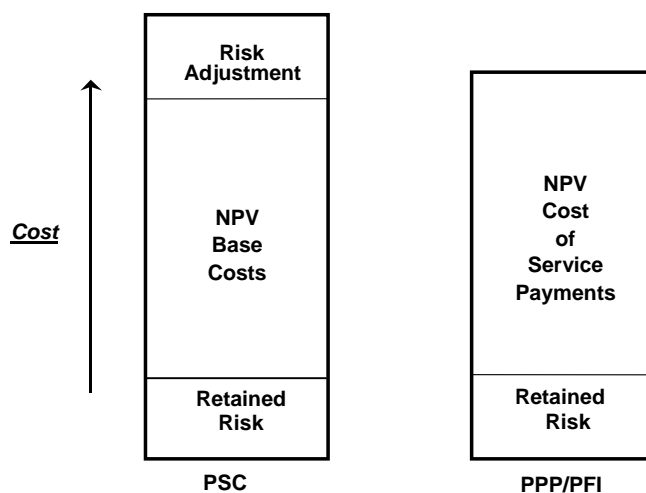 Risk
Adjustment
Cost
NPV
Base
Costs
Retained
Risk
PSC
NPV
Cost
of
Service
Payments
Retained
Risk
PPP/PFI